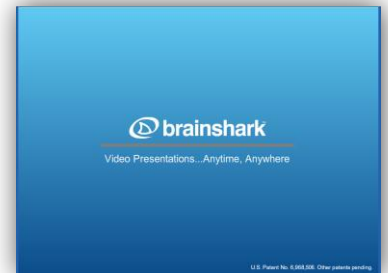 brainshark
Video Presentations...Anytime, Anywhere
U.S. Patent No. 6,968,506. Other patents pending.